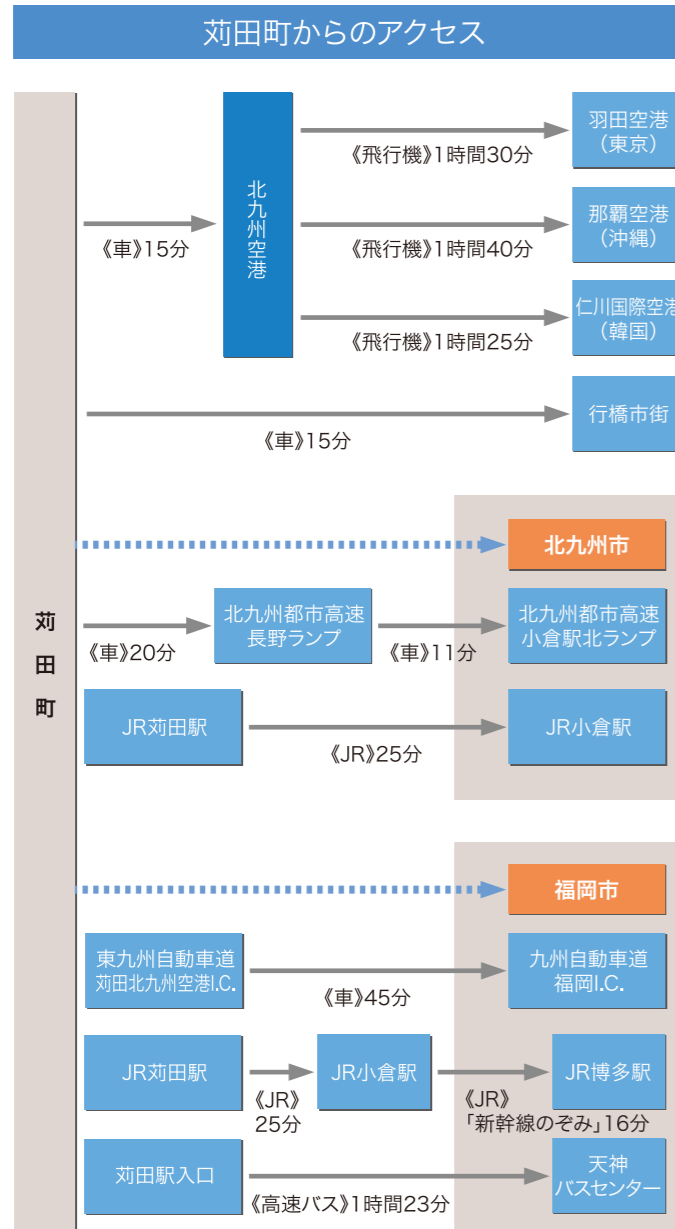 苅田町からのアクセス
苅田町
《車》15分
北九州空港
《飛行機》1時間30分
羽田空港
（東京）
《飛行機》1時間40分
那覇空港
（沖縄）
《飛行機》1時間25分
仁川国際空港
（韓国）
《車》15分
行橋市街
北九州市
《車》20分
北九州都市高速
長野ランプ
《車》11分
北九州都市高速
小倉駅北ランプ
JR苅田駅
《JR》25分
JR小倉駅
福岡市
東九州自動車道
苅田北九州空港I.C.
《車》45分
九州自動車道
福岡I.C.
JR苅田駅
《JR》
25分
JR小倉駅
《JR》
「新幹線のぞみ」16分
JR博多駅
苅田駅入口
《高速バス》1時間23分
天神
バスセンター